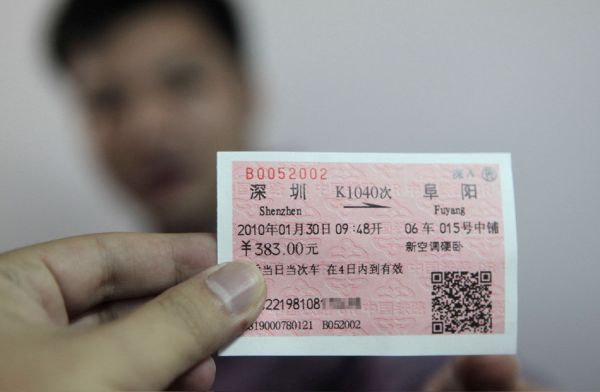 B0052002
深圳 K1040次 阜阳
Shenzhen Fuyang
2010年01月30日 09:48开 06车 015号中铺
￥383.00元 新空调硬卧
当日当次车 在4日内到有效
221981081
319000780121 B052002